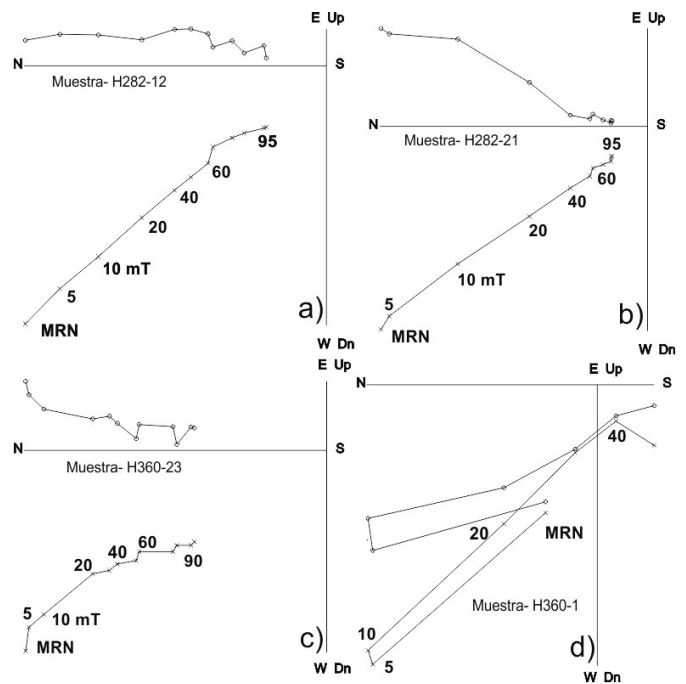 E Up
N
S
Muestra- H282-12
95
60
40
20
10 mT
5
MRN
a)
W Dn
E Up
N
S
Muestra- H282-21
95
60
40
20
10 mT
5
MRN
b)
W Dn
E Up
N
S
Muestra- H360-23
60
40
20
90
5
10 mT
MRN
c)
W Dn
E Up
N
S
40
20
MRN
Muestra- H360-1
10
5
d)
W Dn